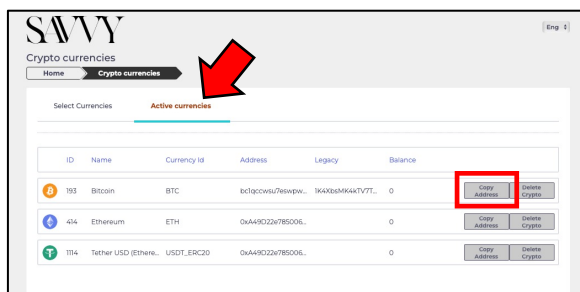 SAVVY
Eng
Crypto currencies
Home Crypto currencies
Select Currencies Active currencies
ID Name Currency Id Address Legacy Balance
193 Bitcoin BTC bc1qccwsu7eswpw... 1K4XbsMK4kTV7T... 0 Copy Address Delete Crypto
414 Ethereum ETH 0xA49D22e785006... 0 Copy Address Delete Crypto
1114 Tether USD (Ethere... USDT_ERC20 0xA49D22e785006... 0 Copy Address Delete Crypto